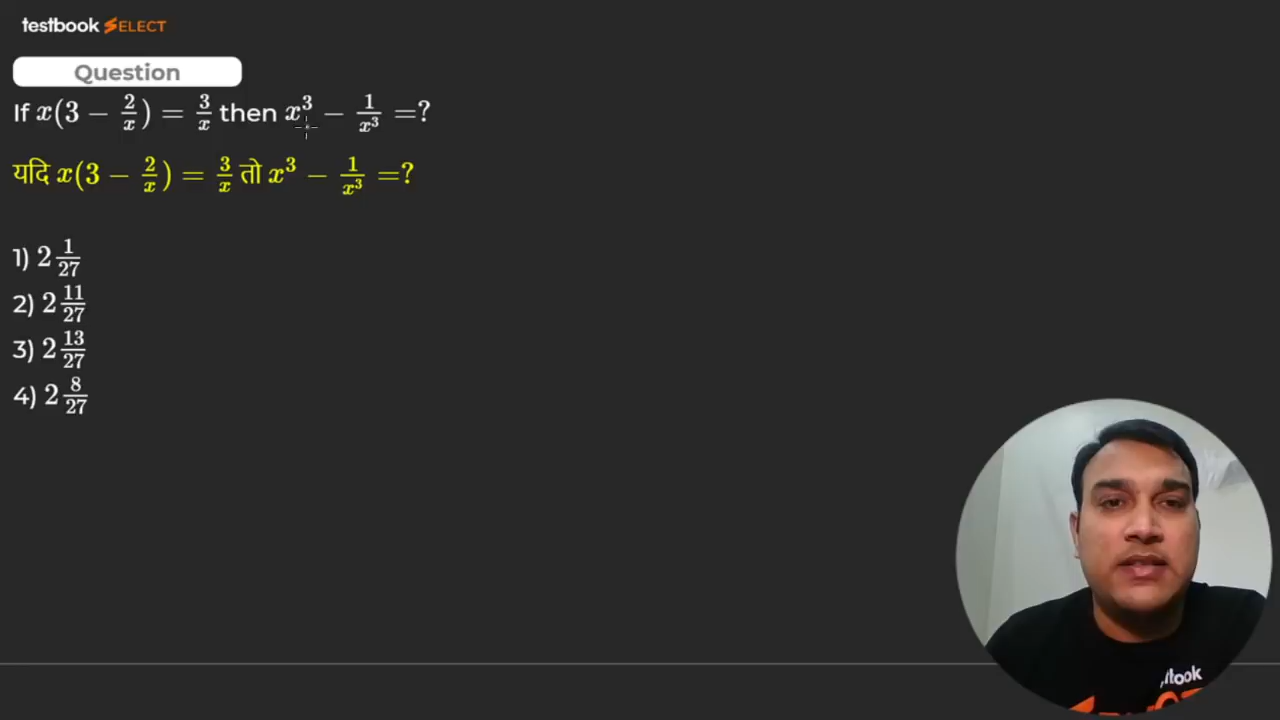 testbook SELECT
Question
If x(3 − 2/x) = 3/x then x³ − 1/x³ =?
यदि x(3 − 2/x) = 3/x तो x³ − 1/x³ =?
1) 2 1/27
2) 2 11/27
3) 2 13/27
4) 2 8/27